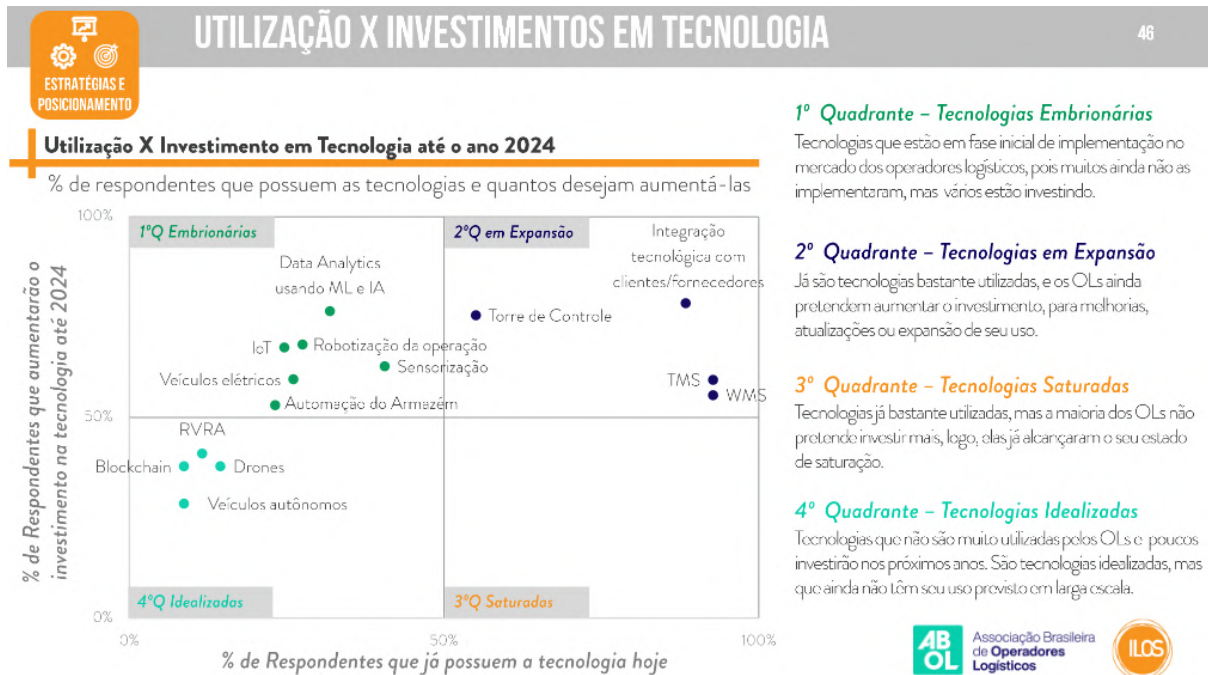 UTILIZAÇÃO X INVESTIMENTOS EM TECNOLOGIA
46
ESTRATÉGIAS E
POSICIONAMENTO
Utilização X Investimento em Tecnologia até o ano 2024
% de respondentes que possuem as tecnologias e quantos desejam aumentá-las
% de Respondentes que aumentarão o
investimento na tecnologia até 2024
100%
50%
0%
1ºQ Embrionárias
2ºQ em Expansão
Data Analytics
usando ML e IA
Integração
tecnológica com
clientes/fornecedores
Torre de Controle
IoT
Robotização da operação
Sensorização
Veículos elétricos
Automação do Armazém
TMS
WMS
RVRA
Blockchain
Drones
Veículos autônomos
4ºQ Idealizadas
3ºQ Saturadas
0%
50%
100%
% de Respondentes que já possuem a tecnologia hoje
1º Quadrante – Tecnologias Embrionárias
Tecnologias que estão em fase inicial de implementação no
mercado dos operadores logísticos, pois muitos ainda não as
implementaram, mas vários estão investindo.
2º Quadrante – Tecnologias em Expansão
Já são tecnologias bastante utilizadas, e os OLs ainda
pretendem aumentar o investimento, para melhorias,
atualizações ou expansão de seu uso.
3º Quadrante – Tecnologias Saturadas
Tecnologias já bastante utilizadas, mas a maioria dos OLs não
pretende investir mais, logo, elas já alcançaram o seu estado
de saturação.
4º Quadrante – Tecnologias Idealizadas
Tecnologias que não são muito utilizadas pelos OLs e poucos
investirão nos próximos anos. São tecnologias idealizadas, mas
que ainda não têm seu uso previsto em larga escala.
AB
OL
Associação Brasileira
de Operadores
Logísticos
ILOS